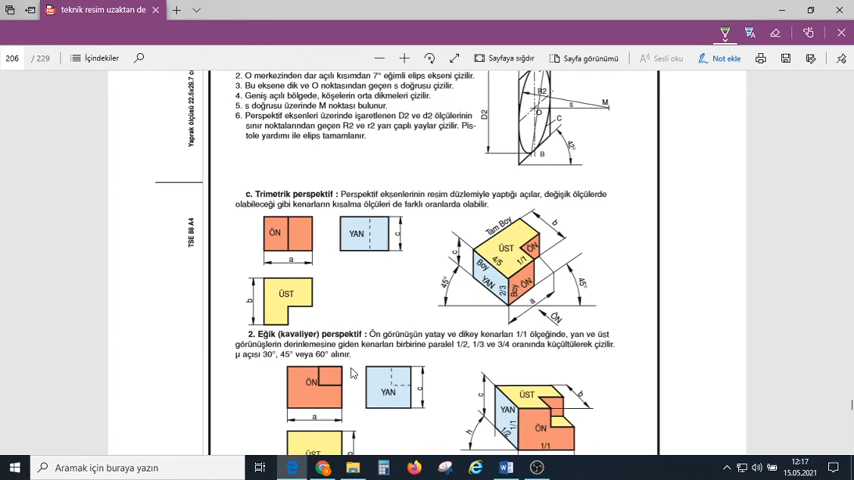 teknik resim uzaktan de
206 / 229
İçindekiler
Sayfaya sığdır
Sayfa görünümü
Sesli oku
Not ekle
Yaprak ölçüsü 22.5x29.7 c
TSE 88 A4
2. O merkezinden dar açılı kısımdan 7° eğimli elips ekseni çizilir.
3. Bu eksene dik ve O noktasından geçen s doğrusu çizilir.
4. Geniş açılı bölgede, köşelerin orta dikmeleri çizilir.
5. s doğrusu üzerinde M noktası bulunur.
6. Perspektif eksenleri üzerinde işaretlenen D2 ve d2 ölçülerinin
sınır noktalarından geçen R2 ve r2 yarı çaplı yaylar çizilir. Pis-
tole yardımı ile elips tamamlanır.
D2
R2
O
s
M
C
B
42°
c. Trimetrik perspektif : Perspektif eksenlerinin resim düzlemiyle yaptığı açılar, değişik ölçülerde
olabileceği gibi kenarların kısalma ölçüleri de farklı oranlarda olabilir.
ÖN
YAN
c
a
b
ÜST
Tam Boy
b
ÜST
ÖN
c
Boy
4/5
1/1
YAN
2/3
Boy
ÖN
45°
45°
a
ÖN
2. Eğik (kavaliyer) perspektif : Ön görünüşün yatay ve dikey kenarları 1/1 ölçeğinde, yan ve üst
görünüşlerin derinlemesine giden kenarları birbirine paralel 1/2, 1/3 ve 3/4 oranında küçültülerek çizilir.
µ açısı 30°, 45° veya 60° alınır.
ÖN
YAN
c
a
ÜST
c
ÜST
b
YAN
1/1
ÖN
h
1/2
1/1
Aramak için buraya yazın
12:17
15.05.2021